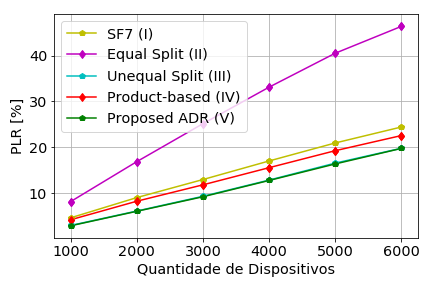 SF7 (I)
Equal Split (II)
Unequal Split (III)
Product-based (IV)
Proposed ADR (V)
PLR [%]
40
30
20
10
1000 2000 3000 4000 5000 6000
Quantidade de Dispositivos